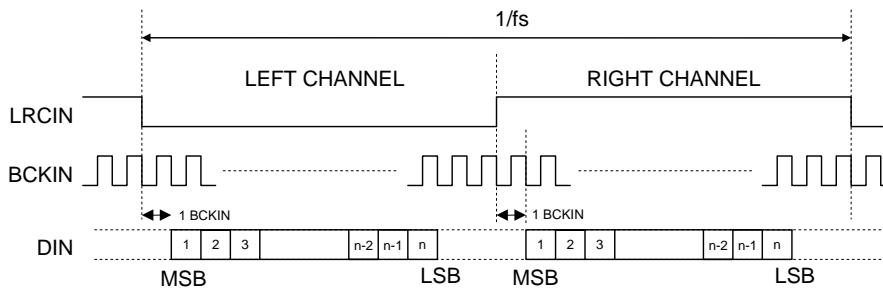 1/fs
LEFT CHANNEL RIGHT CHANNEL
LRCIN
BCKIN
1 BCKIN 1 BCKIN
DIN 1 2 3 n-2 n-1 n 1 2 3 n-2 n-1 n
MSB LSB MSB LSB